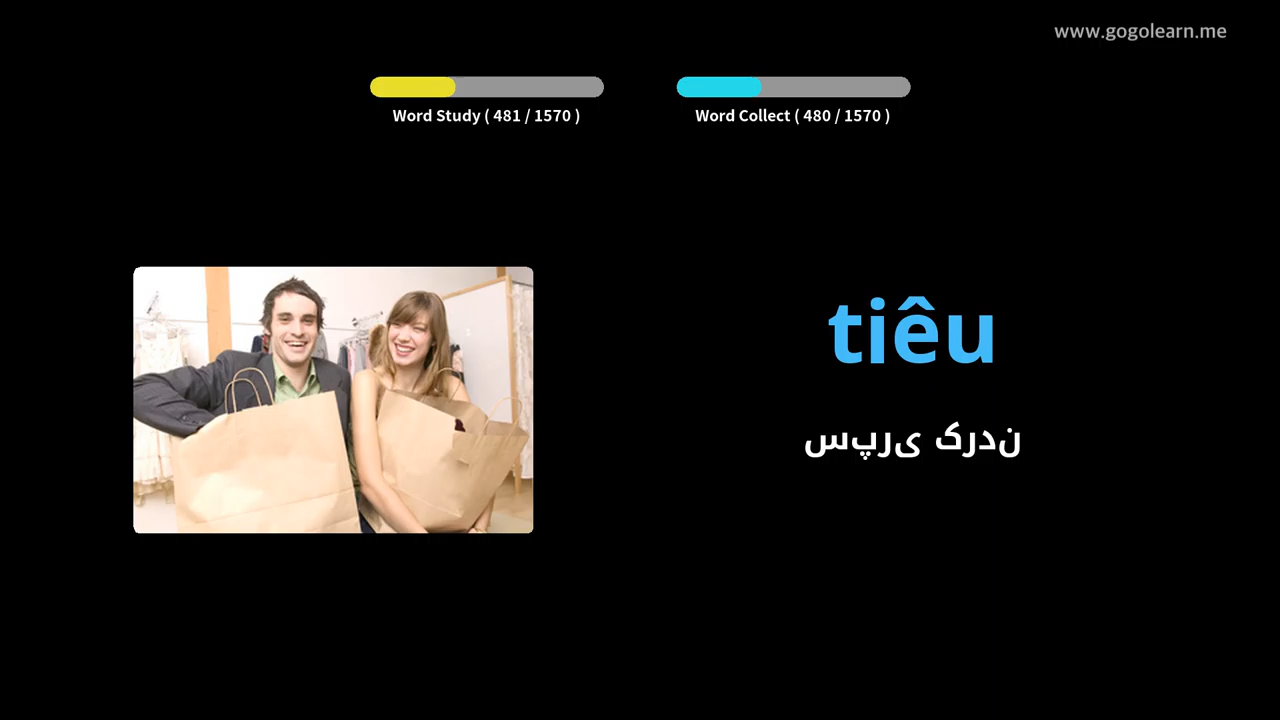 www.gogolearn.me
Word Study ( 481 / 1570 )
Word Collect ( 480 / 1570 )
tiêu
سپری کردن